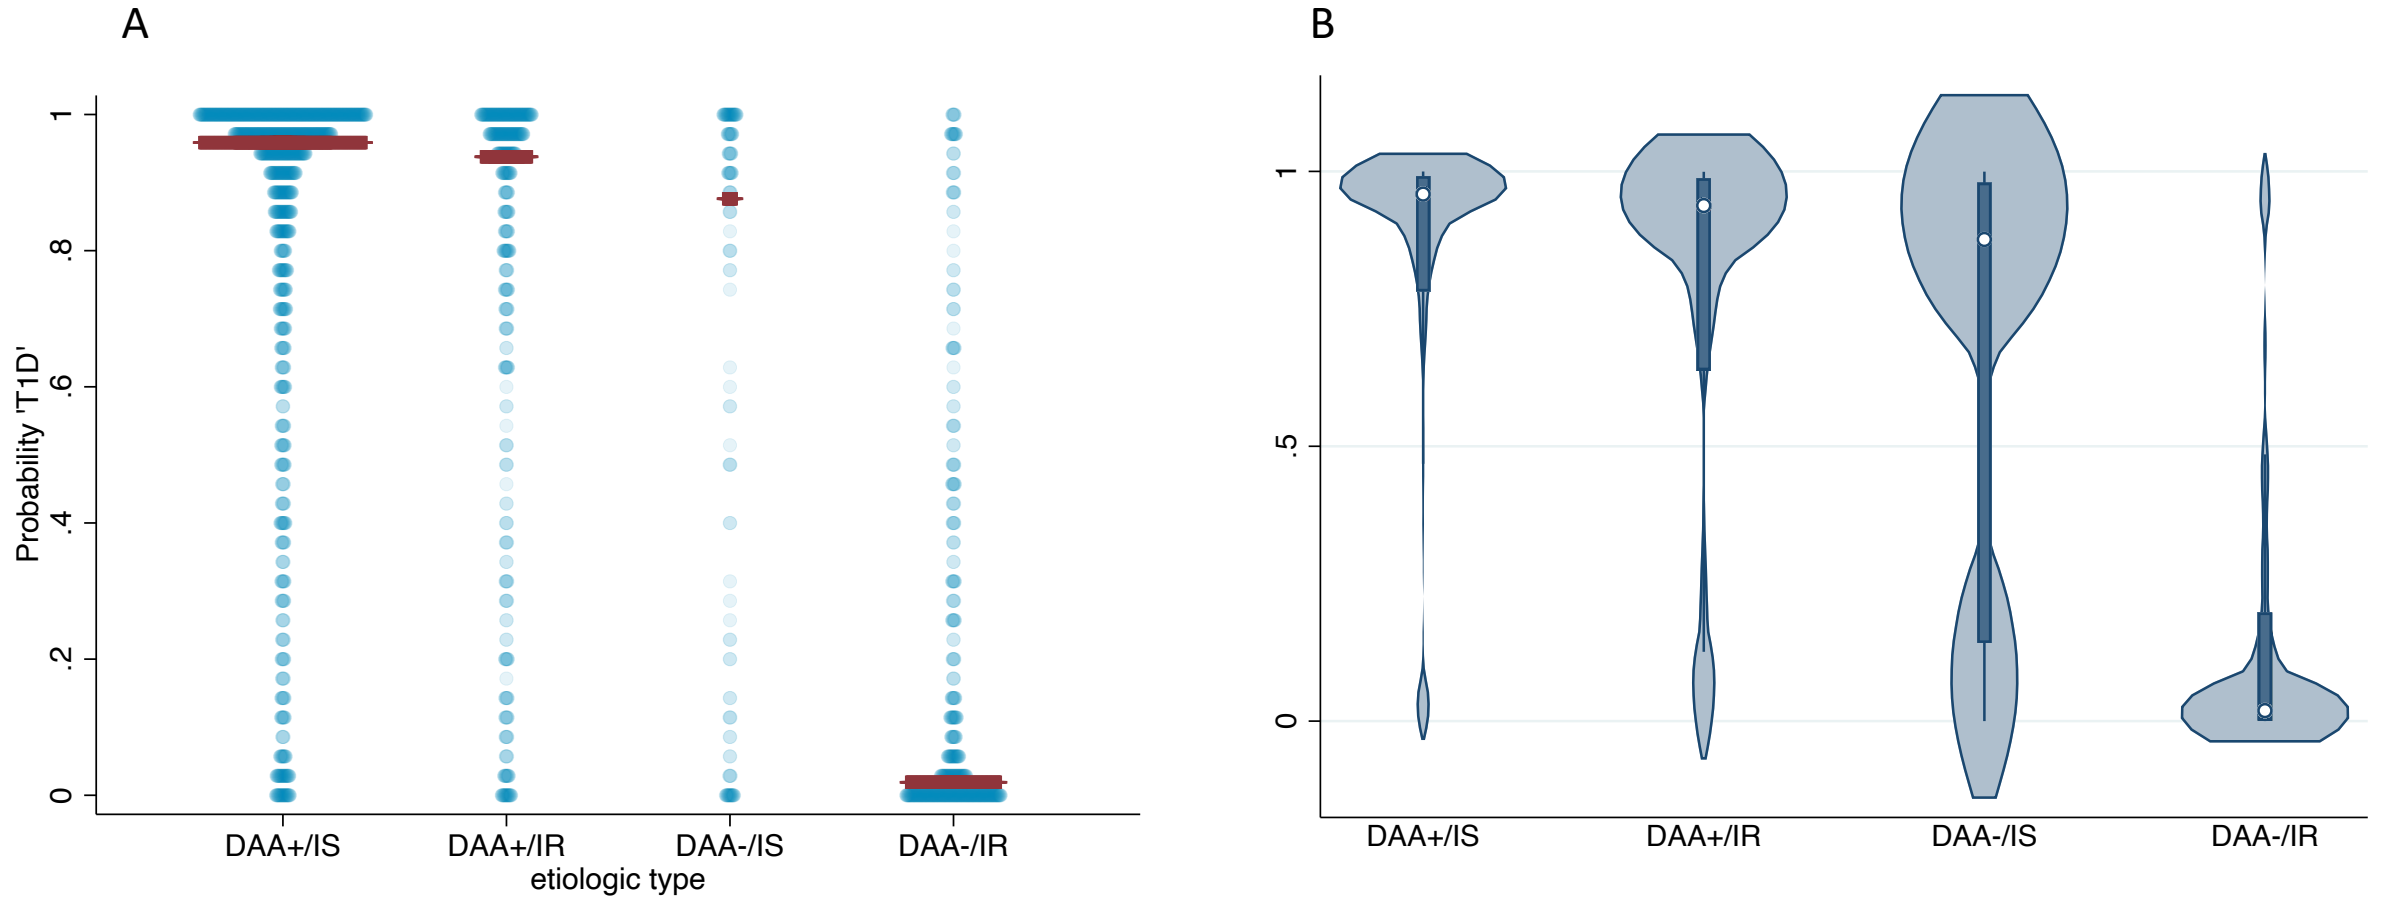 A
Probability 'T1D'
1
.8
.6
.4
.2
0
DAA+/IS DAA+/IR DAA-/IS DAA-/IR
etiologic type
B
1
.5
0
DAA+/IS DAA+/IR DAA-/IS DAA-/IR